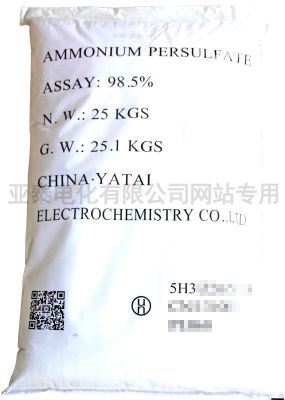 AMMONIUM PERSULFATE
ASSAY: 98.5%
N. W.: 25 KGS
G. W.: 25.1 KGS
CHINA·YATAI
亚泰电化有限公司网站专用
ELECTROCHEMISTRY CO., LTD
5H3